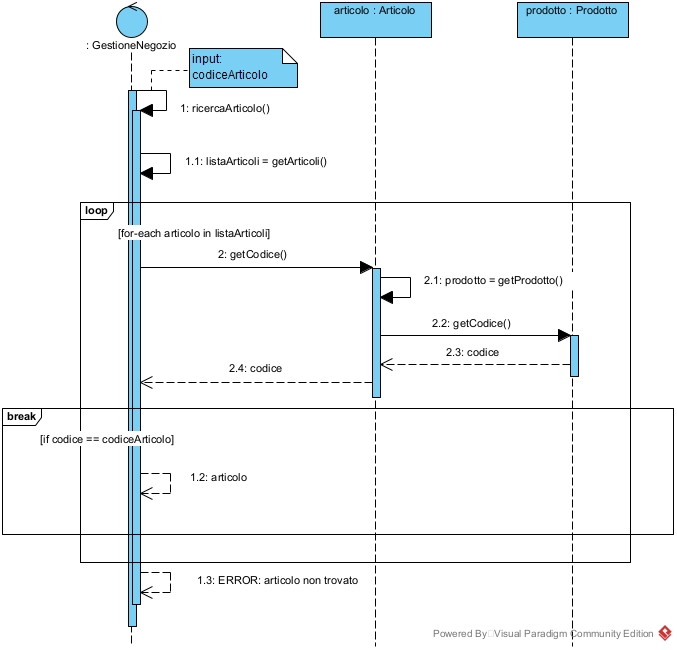 articolo : Articolo
prodotto : Prodotto
: GestioneNegozio
input:
codiceArticolo
1: ricercaArticolo()
1.1: listaArticoli = getArticoli()
loop
[for-each articolo in listaArticoli]
2: getCodice()
2.1: prodotto = getProdotto()
2.2: getCodice()
2.3: codice
2.4: codice
break
[if codice == codiceArticolo]
1.2: articolo
1.3: ERROR: articolo non trovato
Powered By Visual Paradigm Community Edition